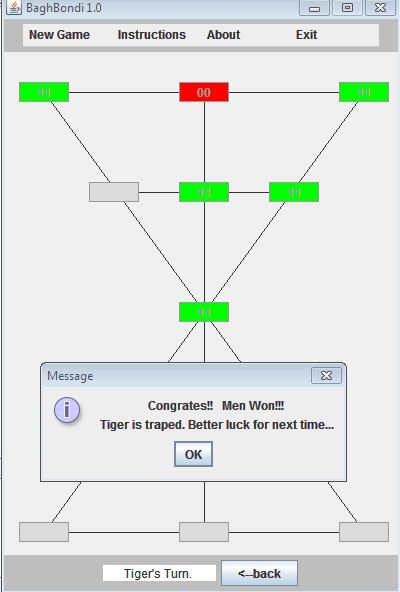 BaghBondi 1.0
New Game Instructions About Exit
11 00 11
11 11
11
Message
Congrates!! Men Won!!!
Tiger is traped. Better luck for next time...
OK
Tiger's Turn. <--back